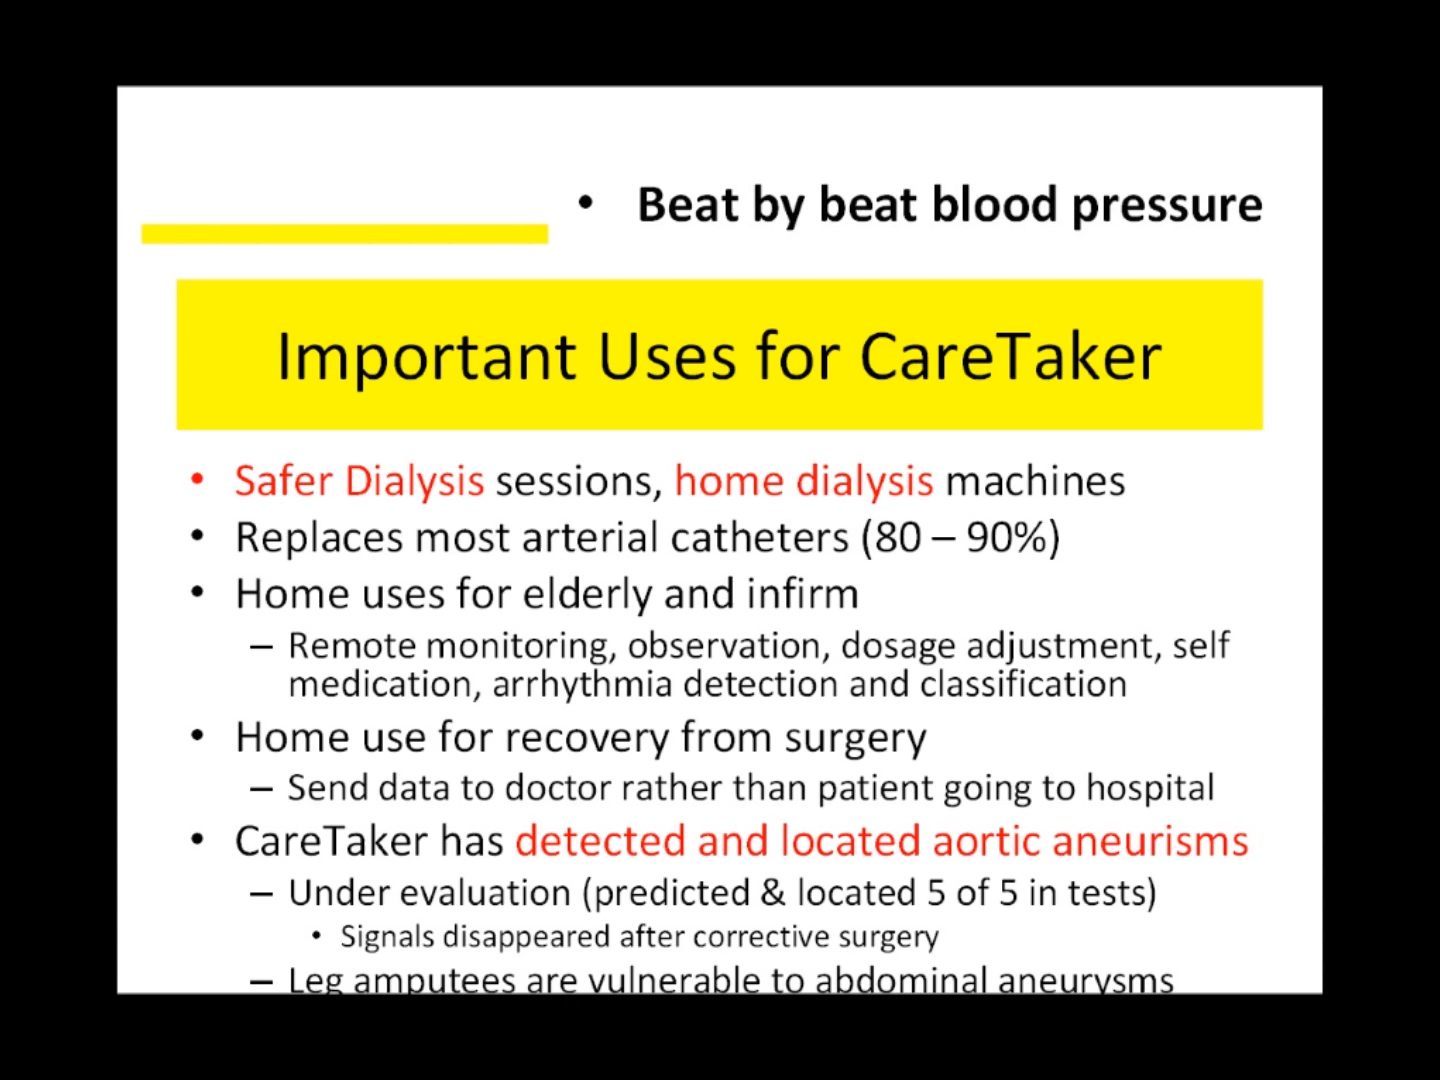 • Beat by beat blood pressure
Important Uses for CareTaker
• Safer Dialysis sessions, home dialysis machines
• Replaces most arterial catheters (80 – 90%)
• Home uses for elderly and infirm
– Remote monitoring, observation, dosage adjustment, self
medication, arrhythmia detection and classification
• Home use for recovery from surgery
– Send data to doctor rather than patient going to hospital
• CareTaker has detected and located aortic aneurisms
– Under evaluation (predicted & located 5 of 5 in tests)
• Signals disappeared after corrective surgery
– Leg amputees are vulnerable to abdominal aneurysms